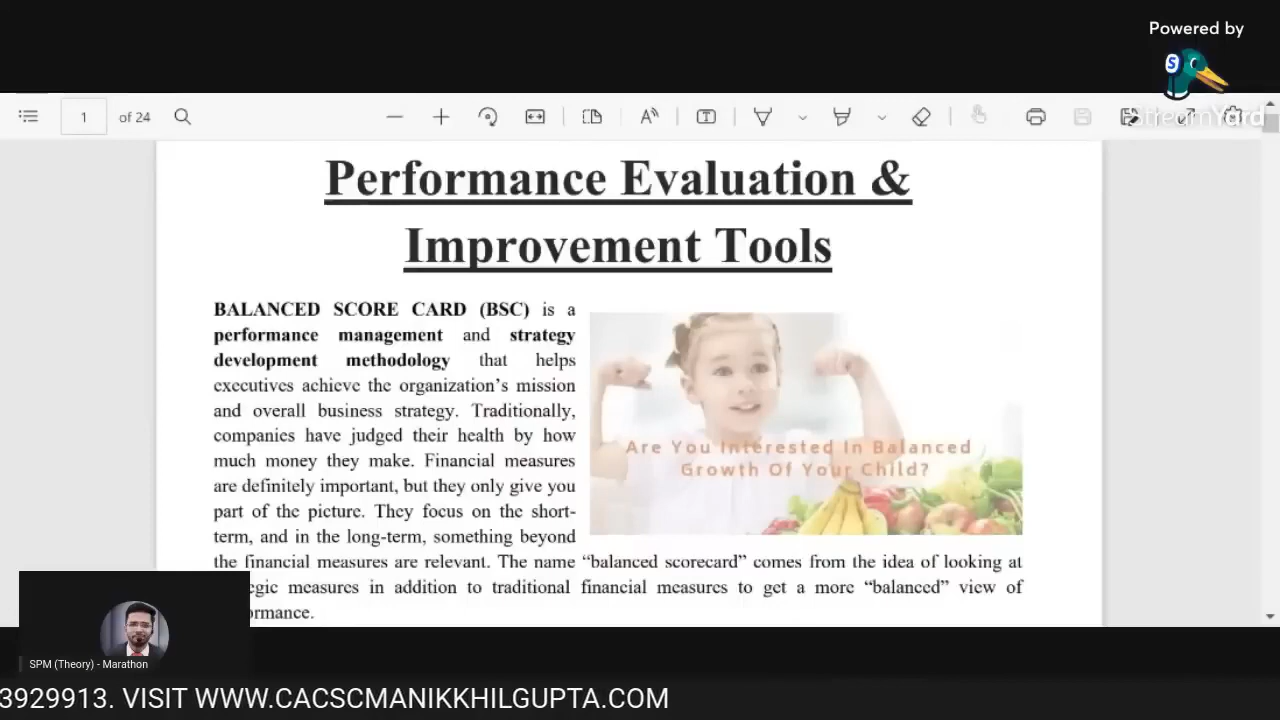 Powered by
S
StreamYard
1 of 24
Performance Evaluation &
Improvement Tools
BALANCED SCORE CARD (BSC) is a
performance management and strategy
development methodology that helps
executives achieve the organization's mission
and overall business strategy. Traditionally,
companies have judged their health by how
much money they make. Financial measures
are definitely important, but they only give you
part of the picture. They focus on the short-
term, and in the long-term, something beyond
the financial measures are relevant. The name “balanced scorecard” comes from the idea of looking at
measures in addition to traditional financial measures to get a more “balanced” view of
Are You Interested In Balanced
Growth Of Your Child?
SPM (Theory) - Marathon
3929913. VISIT WWW.CACSCMANIKKHILGUPTA.COM